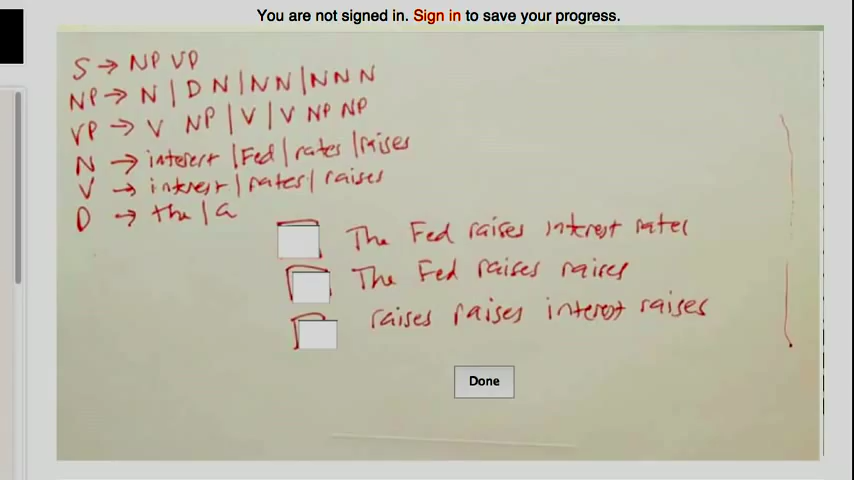 You are not signed in. Sign in to save your progress.
S → NP VP
NP → N | D N | N N | N N N
VP → V NP | V | V NP NP
N → interest | Fed | rates | raises
V → interest | rates | raises
D → the | a
The Fed raises interest rates
The Fed raises raises
raises raises interest raises
Done